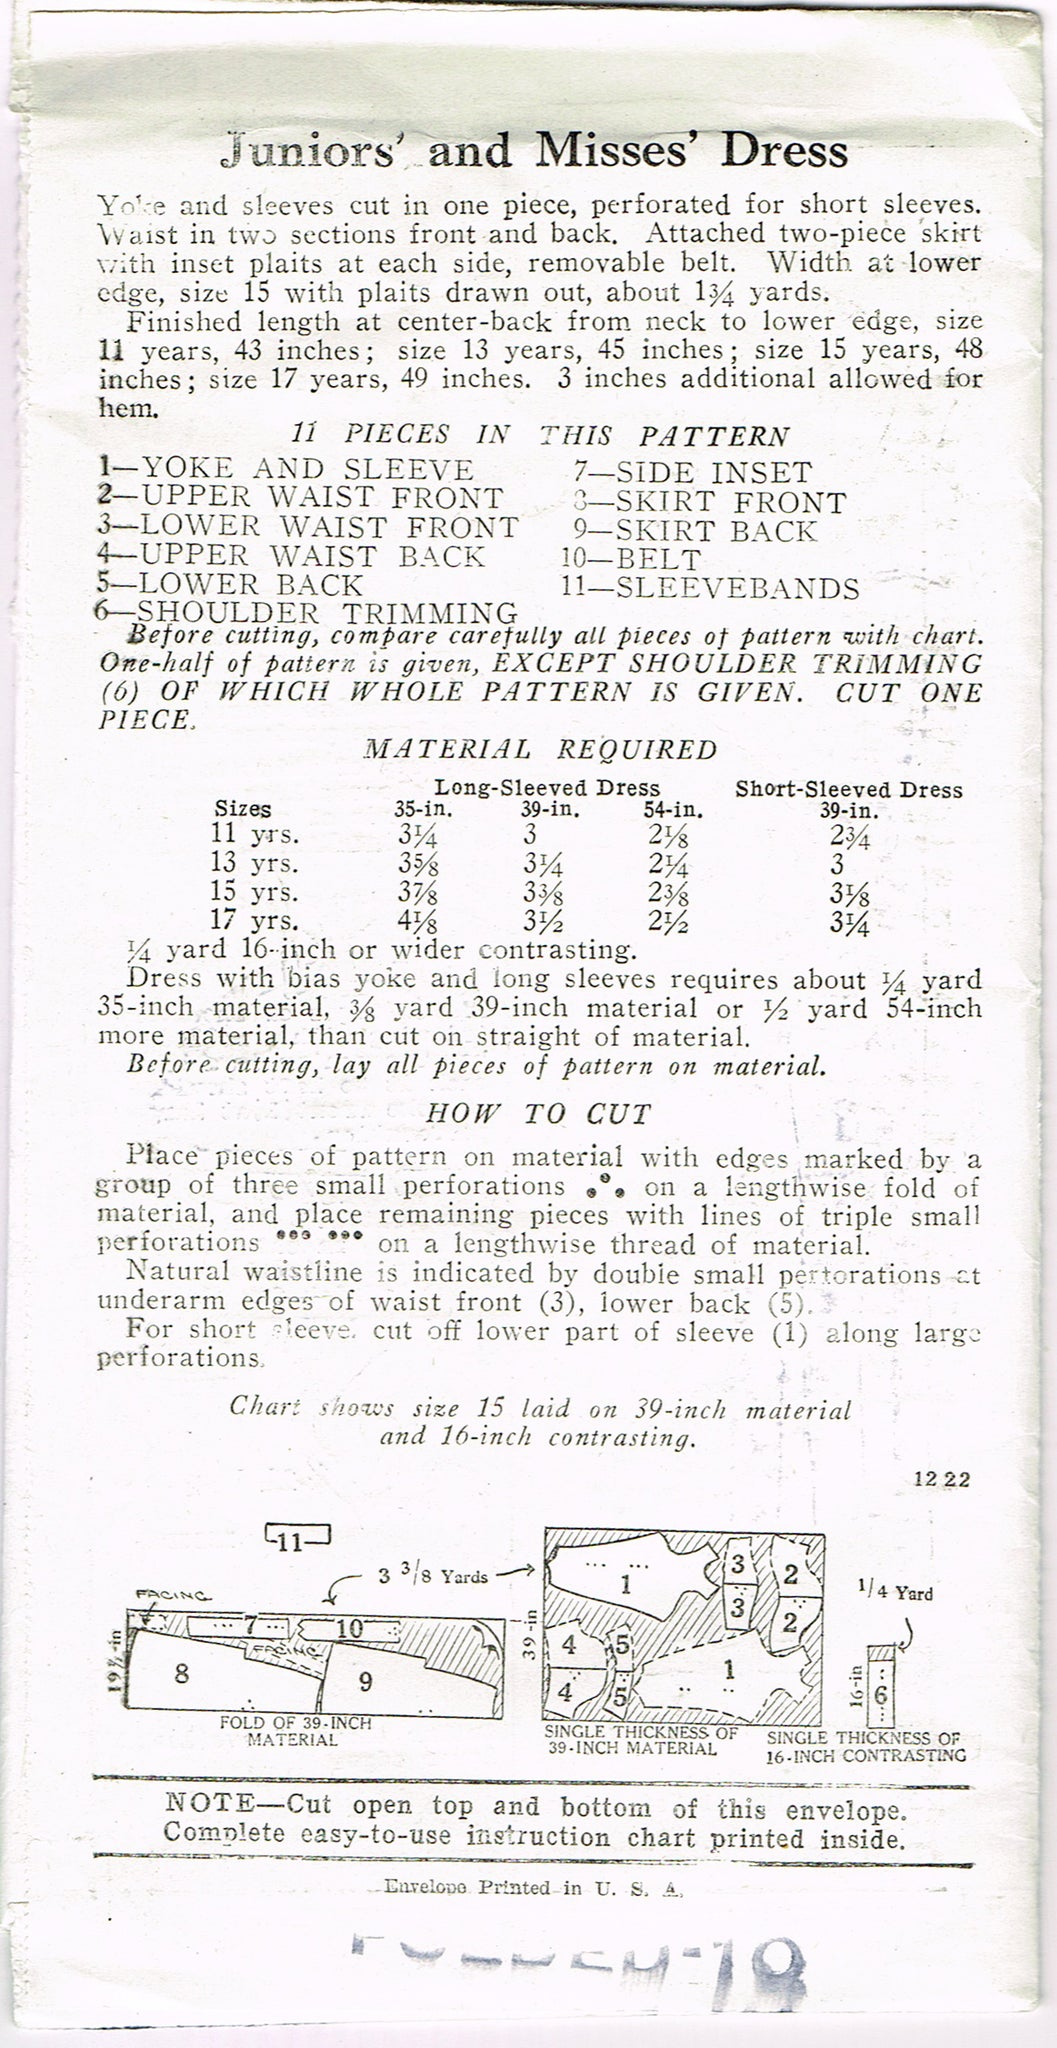 Juniors' and Misses' Dress
Yoke and sleeves cut in one piece, perforated for short sleeves.
Waist in two sections front and back. Attached two-piece skirt
with inset plaits at each side, removable belt. Width at lower
edge, size 15 with plaits drawn out, about 1¾ yards.
Finished length at center-back from neck to lower edge, size
11 years, 43 inches; size 13 years, 45 inches; size 15 years, 48
inches; size 17 years, 49 inches. 3 inches additional allowed for
hem.
11 PIECES IN THIS PATTERN
1—YOKE AND SLEEVE 7—SIDE INSET
2—UPPER WAIST FRONT 8—SKIRT FRONT
3—LOWER WAIST FRONT 9—SKIRT BACK
4—UPPER WAIST BACK 10—BELT
5—LOWER BACK 11—SLEEVEBANDS
6—SHOULDER TRIMMING
Before cutting, compare carefully all pieces of pattern with chart.
One-half of pattern is given, EXCEPT SHOULDER TRIMMING
(6) OF WHICH WHOLE PATTERN IS GIVEN. CUT ONE
PIECE.
MATERIAL REQUIRED
Long-Sleeved Dress Short-Sleeved Dress
Sizes 35-in. 39-in. 54-in. 39-in.
11 yrs. 3¼ 3 2⅛ 2¾
13 yrs. 3⅝ 3¼ 2¼ 3
15 yrs. 3⅞ 3⅜ 2⅜ 3⅛
17 yrs. 4⅛ 3½ 2½ 3¼
¼ yard 16-inch or wider contrasting.
Dress with bias yoke and long sleeves requires about ¼ yard
35-inch material, ⅜ yard 39-inch material or ½ yard 54-inch
more material, than cut on straight of material.
Before cutting, lay all pieces of pattern on material.
HOW TO CUT
Place pieces of pattern on material with edges marked by a
group of three small perforations on a lengthwise fold of
material, and place remaining pieces with lines of triple small
perforations on a lengthwise thread of material.
Natural waistline is indicated by double small perforations at
underarm edges of waist front (3), lower back (5).
For short sleeve, cut off lower part of sleeve (1) along large
perforations.
Chart shows size 15 laid on 39-inch material
and 16-inch contrasting.
1222
11
3 3/8 Yards
FACING
7
10
FACING
8
9
19½-in
FOLD OF 39-INCH
MATERIAL
39-in
1
3
2
3
2
4
5
1
4
5
SINGLE THICKNESS OF
39-INCH MATERIAL
1/4 Yard
16-in
6
SINGLE THICKNESS OF
16-INCH CONTRASTING
NOTE—Cut open top and bottom of this envelope.
Complete easy-to-use instruction chart printed inside.
Envelope Printed in U. S. A.